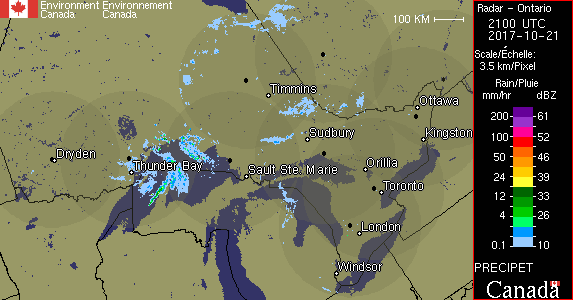 Environment Environnement
Canada Canada
100 KM
Timmins
Ottawa
Sudbury
Kingston
Dryden
Thunder Bay
Sault Ste. Marie
Orillia
Toronto
London
Windsor
Radar - Ontario
2100 UTC
2017-10-21
Scale/Échelle:
3.5 km/Pixel
Rain/Pluie
mm/hr dBZ
200 61
100 52
50 46
24 39
12 33
4 26
0.1 10
PRECIPET
Canada